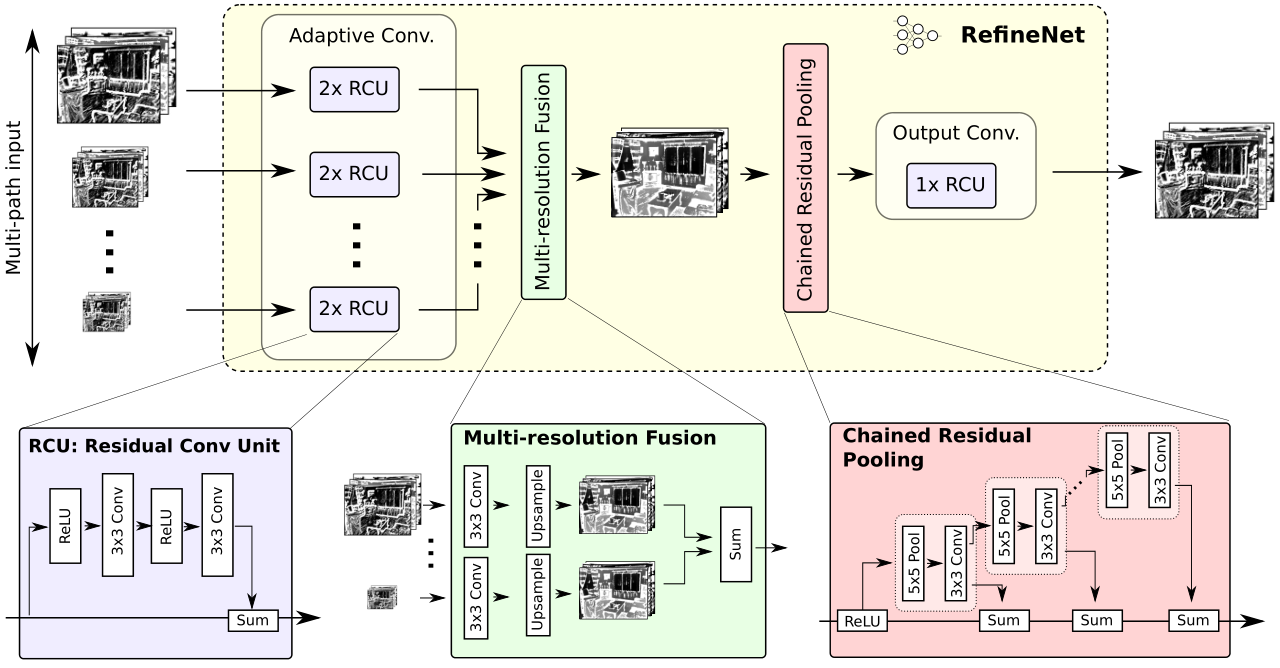 Multi-path input
Adaptive Conv.
2x RCU
2x RCU
2x RCU
Multi-resolution Fusion
Chained Residual Pooling
RefineNet
Output Conv.
1x RCU
RCU: Residual Conv Unit
ReLU
3x3 Conv
ReLU
3x3 Conv
Sum
Multi-resolution Fusion
3x3 Conv
Upsample
3x3 Conv
Upsample
Sum
Chained Residual
Pooling
ReLU
5x5 Pool
3x3 Conv
Sum
5x5 Pool
3x3 Conv
Sum
5x5 Pool
3x3 Conv
Sum